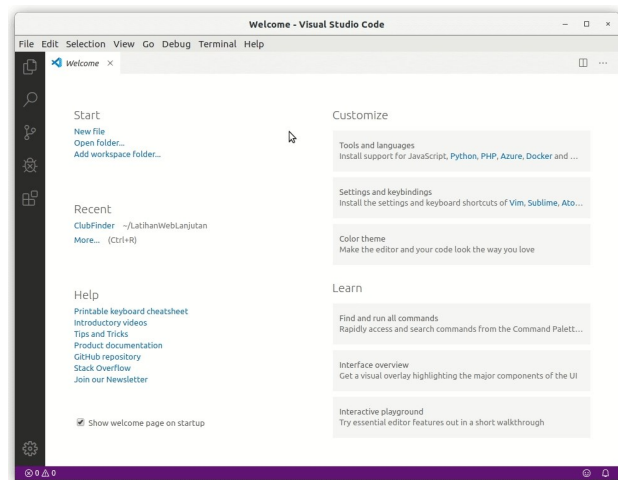 Welcome - Visual Studio Code
File Edit Selection View Go Debug Terminal Help
Welcome
Start
New file
Open folder...
Add workspace folder...
Recent
ClubFinder ~/LatihanWebLanjutan
More... (Ctrl+R)
Help
Printable keyboard cheatsheet
Introductory videos
Tips and Tricks
Product documentation
GitHub repository
Stack Overflow
Join our Newsletter
Show welcome page on startup
Customize
Tools and languages
Install support for JavaScript, Python, PHP, Azure, Docker and ...
Settings and keybindings
Install the settings and keyboard shortcuts of Vim, Sublime, Ato...
Color theme
Make the editor and your code look the way you love
Learn
Find and run all commands
Rapidly access and search commands from the Command Palett...
Interface overview
Get a visual overlay highlighting the major components of the UI
Interactive playground
Try essential editor features out in a short walkthrough
0 0